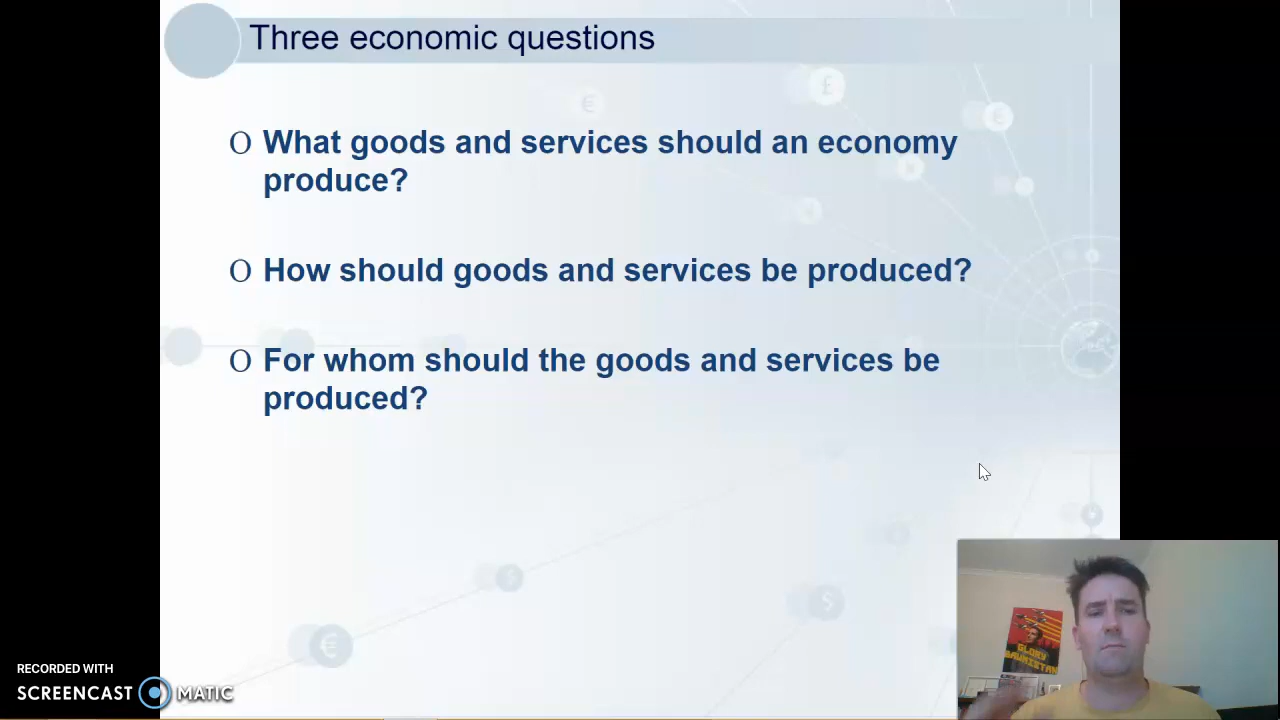 Three economic questions
O What goods and services should an economy
produce?
O How should goods and services be produced?
O For whom should the goods and services be
produced?
GLORY
RECORDED WITH
SCREENCAST O MATIC